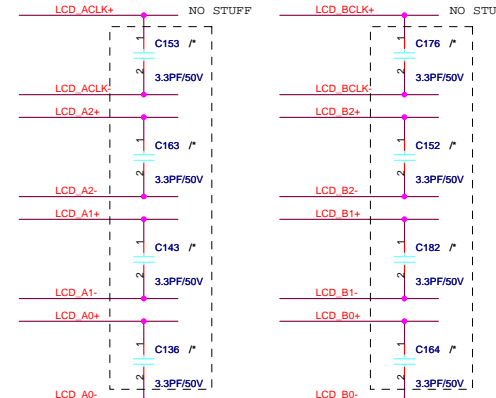 LCD_ACLK+ NO STUFF
1 C153 /*
2 3.3PF/50V
LCD_ACLK-
LCD_A2+
1 C163 /*
2 3.3PF/50V
LCD_A2-
LCD_A1+
1 C143 /*
2 3.3PF/50V
LCD_A1-
LCD_A0+
1 C136 /*
2 3.3PF/50V
LCD_A0-
LCD_BCLK+ NO STU
1 C176 /*
2 3.3PF/50V
LCD_BCLK-
LCD_B2+
1 C152 /*
2 3.3PF/50V
LCD_B2-
LCD_B1+
1 C182 /*
2 3.3PF/50V
LCD_B1-
LCD_B0+
1 C164 /*
2 3.3PF/50V
LCD_B0-